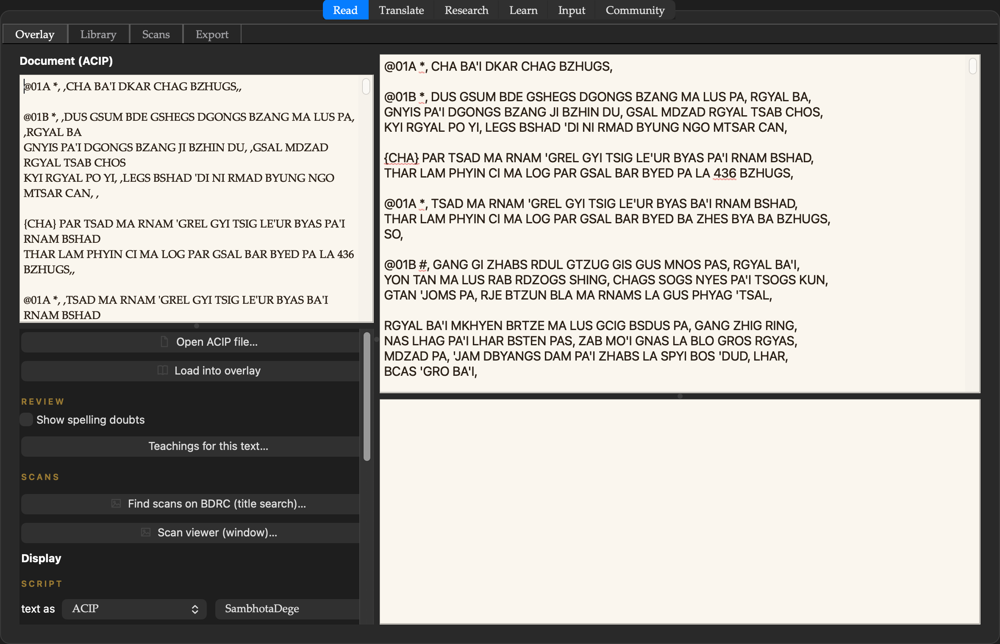 Read Translate Research Learn Input Community
Overlay Library Scans Export
Document (ACIP)
@01A *, ,CHA BA'I DKAR CHAG BZHUGS,,
@01B *, ,DUS GSUM BDE GSHEGS DGONGS BZANG MA LUS PA,
,RGYAL BA
GNYIS PA'I DGONGS BZANG JI BZHIN DU, ,GSAL MDZAD
RGYAL TSAB CHOS
KYI RGYAL PO YI, ,LEGS BSHAD 'DI NI RMAD BYUNG NGO
MTSAR CAN, ,
{CHA} PAR TSAD MA RNAM 'GREL GYI TSIG LE'UR BYAS PA'I
RNAM BSHAD
THAR LAM PHYIN CI MA LOG PAR GSAL BAR BYED PA LA 436
BZHUGS,,
@01A *, ,TSAD MA RNAM 'GREL GYI TSIG LE'UR BYAS BA'I
RNAM BSHAD
Open ACIP file...
Load into overlay
REVIEW
Show spelling doubts
Teachings for this text...
SCANS
Find scans on BDRC (title search)...
Scan viewer (window)...
Display
SCRIPT
text as ACIP SambhotaDege
@01A *, CHA BA'I DKAR CHAG BZHUGS,
@01B *, DUS GSUM BDE GSHEGS DGONGS BZANG MA LUS PA, RGYAL BA,
GNYIS PA'I DGONGS BZANG JI BZHIN DU, GSAL MDZAD RGYAL TSAB CHOS,
KYI RGYAL PO YI, LEGS BSHAD 'DI NI RMAD BYUNG NGO MTSAR CAN,
{CHA} PAR TSAD MA RNAM 'GREL GYI TSIG LE'UR BYAS PA'I RNAM BSHAD,
THAR LAM PHYIN CI MA LOG PAR GSAL BAR BYED PA LA 436 BZHUGS,
@01A *, TSAD MA RNAM 'GREL GYI TSIG LE'UR BYAS BA'I RNAM BSHAD,
THAR LAM PHYIN CI MA LOG PAR GSAL BAR BYED BA ZHES BYA BA BZHUGS,
SO,
@01B #, GANG GI ZHABS RDUL GTZUG GIS GUS MNOS PAS, RGYAL BA'I,
YON TAN MA LUS RAB RDZOGS SHING, CHAGS SOGS NYES PA'I TSOGS KUN,
GTAN 'JOMS PA, RJE BTZUN BLA MA RNAMS LA GUS PHYAG 'TSAL,
RGYAL BA'I MKHYEN BRTZE MA LUS GCIG BSDUS PA, GANG ZHIG RING,
NAS LHAG PA'I LHAR BSTEN PAS, ZAB MO'I GNAS LA BLO GROS RGYAS,
MDZAD PA, 'JAM DBYANGS DAM PA'I ZHABS LA SPYI BOS 'DUD, LHAR,
BCAS 'GRO BA'I,